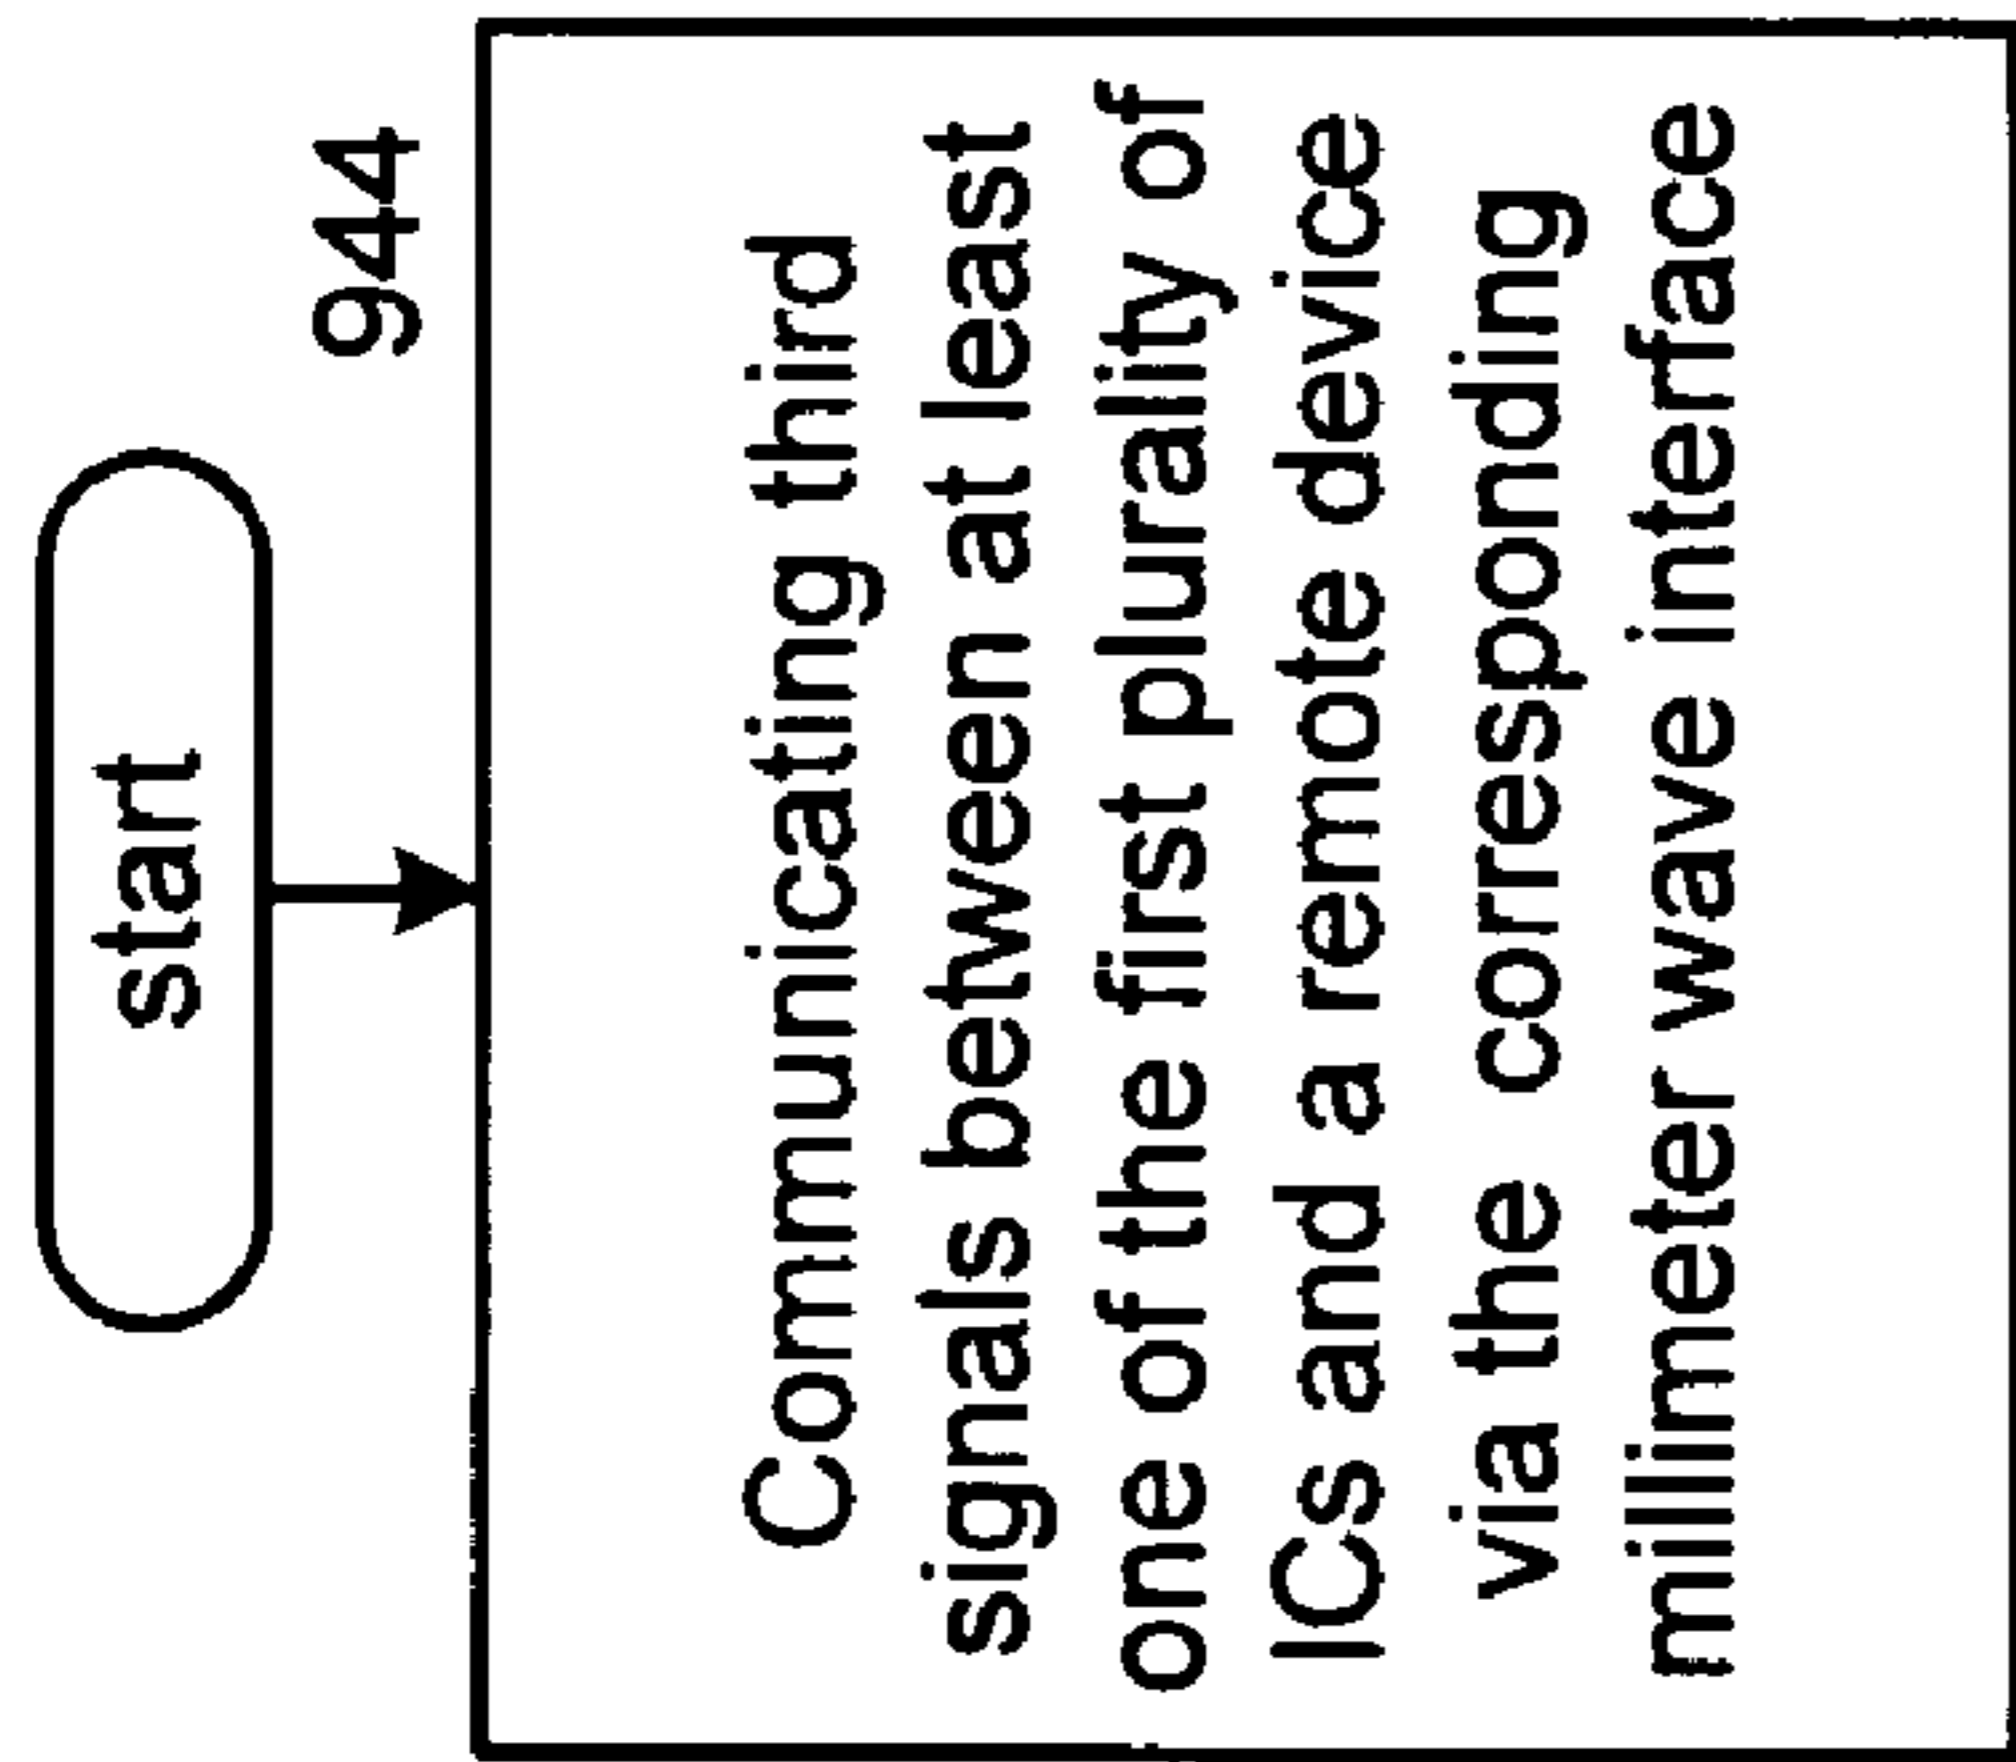 start
944
Communicating third
signals between at least
one of the first plurality of
ICs and a remote device
via the corresponding
millimeter wave interface